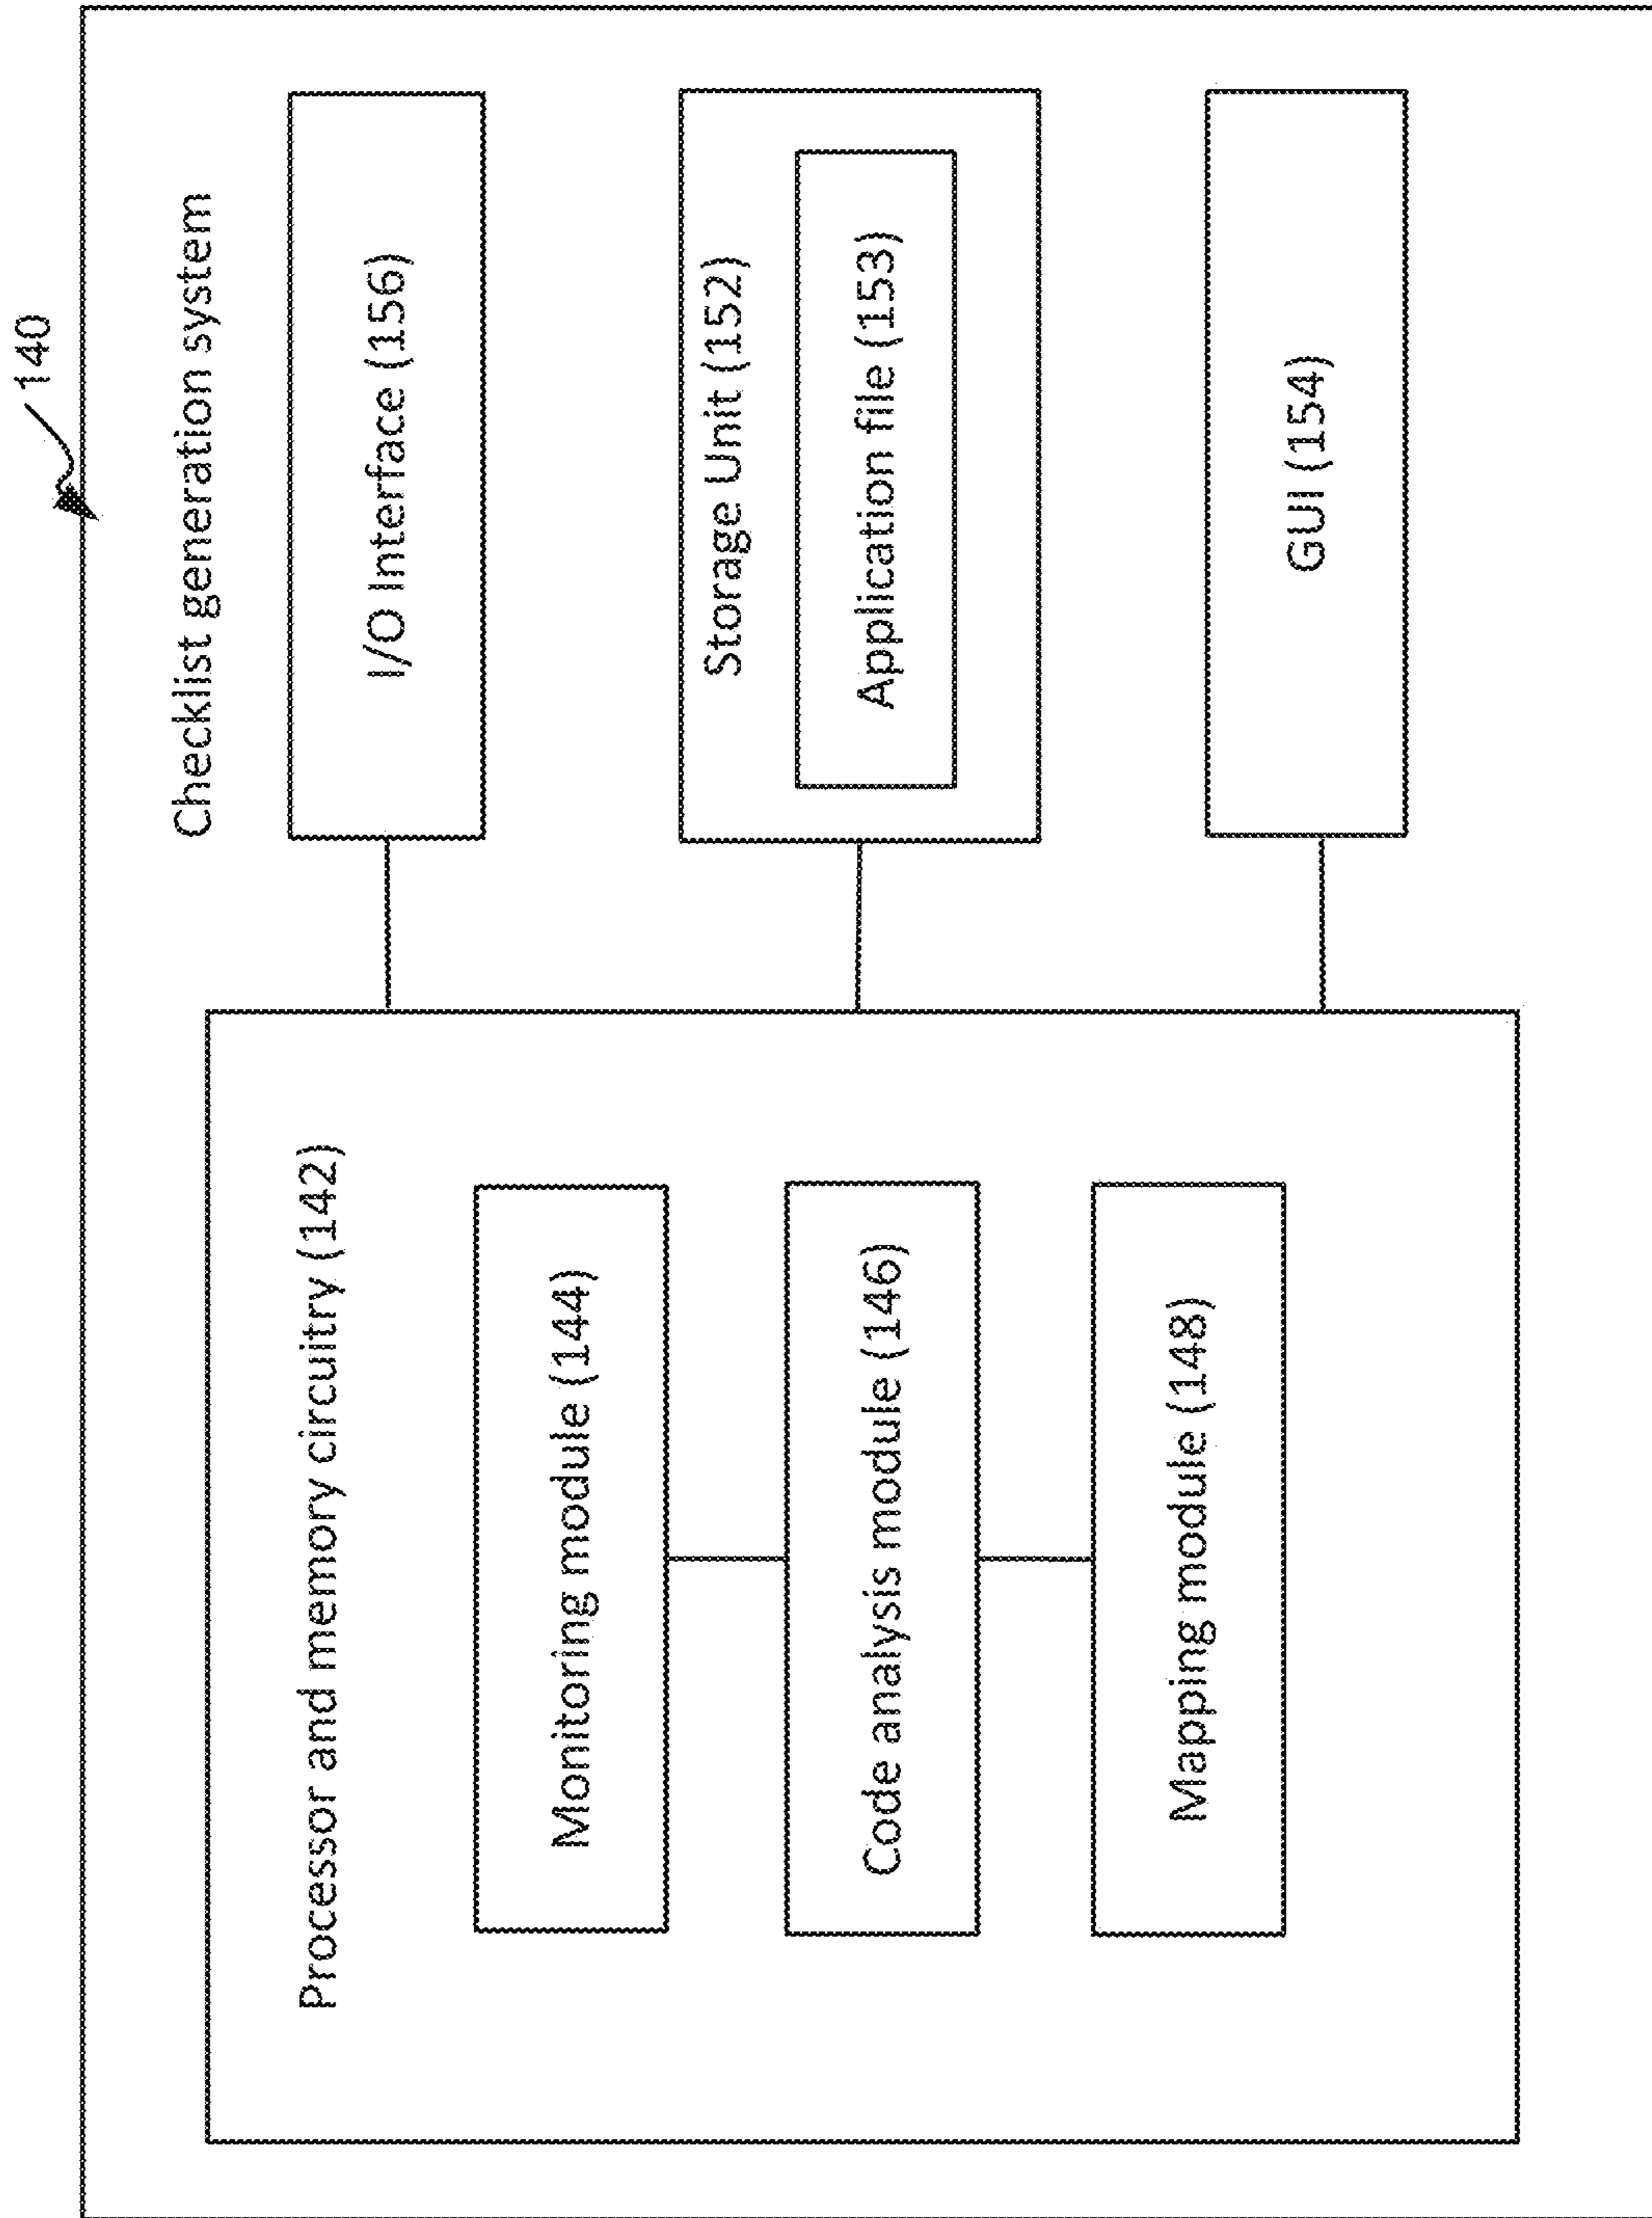 140
Checklist generation system
Processor and memory circuitry (142)
Monitoring module (144)
Code analysis module (146)
Mapping module (148)
I/O Interface (156)
Storage Unit (152)
Application file (153)
GUI (154)